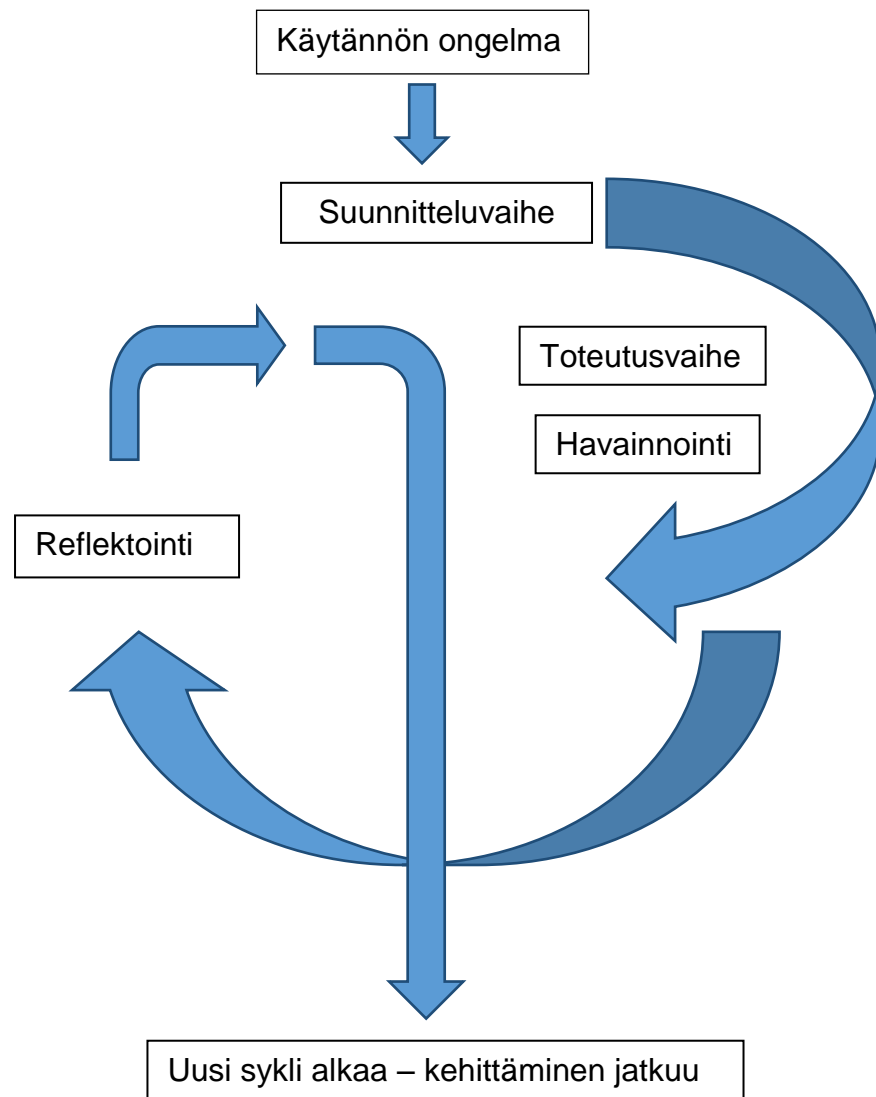 Käytännön ongelma
Suunnitteluvaihe
Toteutusvaihe
Havainnointi
Reflektointi
Uusi sykli alkaa – kehittäminen jatkuu